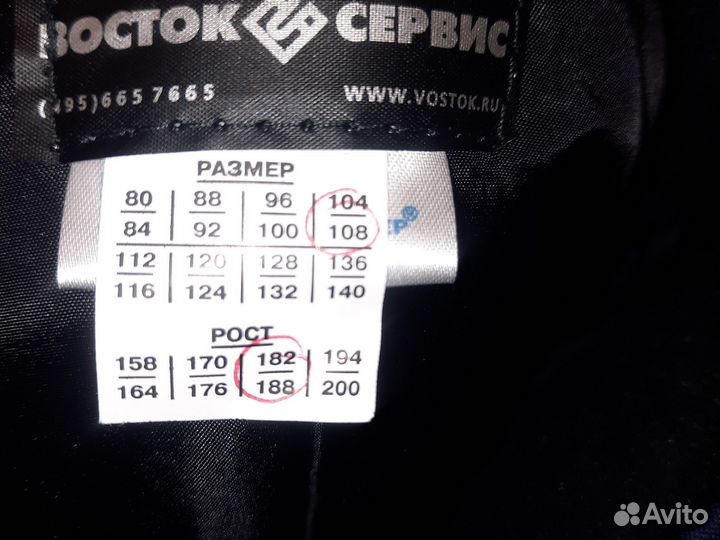 ВОСТОК СЕРВИС
(495)665 7665 WWW.VOSTOK.RU
РАЗМЕР
80 | 88 | 96 | 104
84 | 92 | 100 | 108
112 | 120 | 128 | 136
116 | 124 | 132 | 140
РОСТ
158 | 170 | 182 | 194
164 | 176 | 188 | 200
Avito